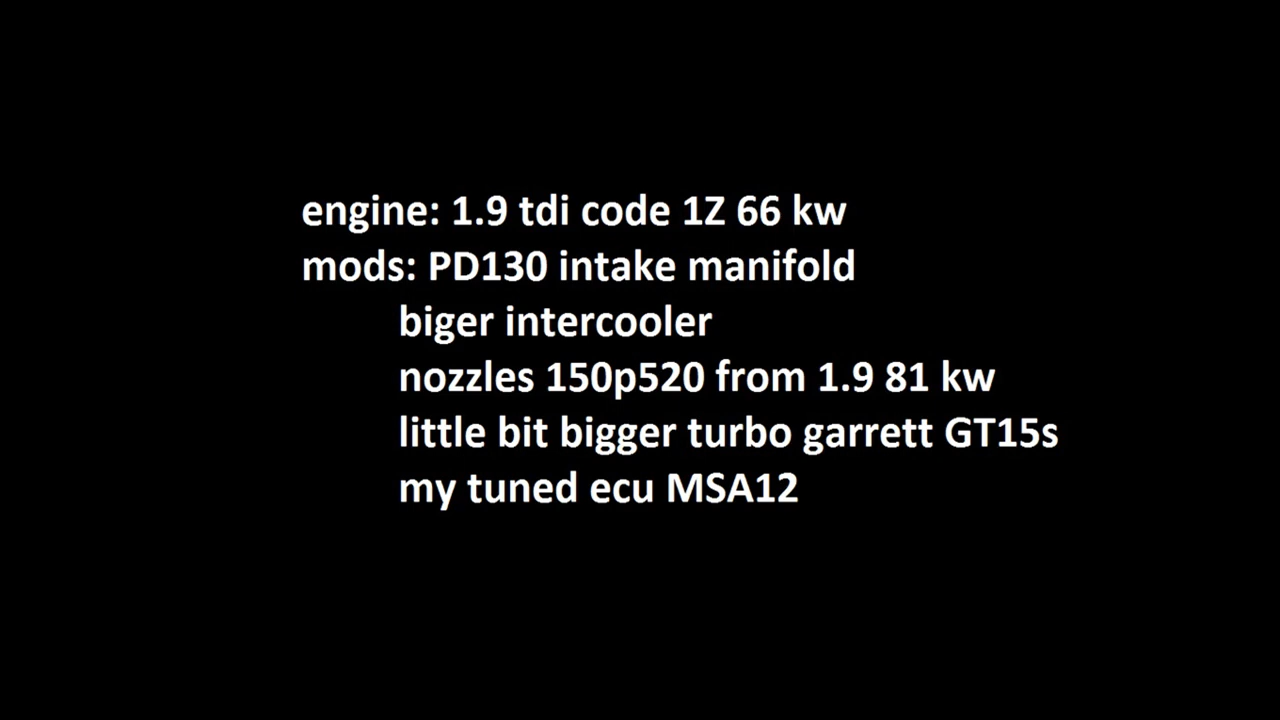 engine: 1.9 tdi code 1Z 66 kw
mods: PD130 intake manifold
biger intercooler
nozzles 150p520 from 1.9 81 kw
little bit bigger turbo garrett GT15s
my tuned ecu MSA12